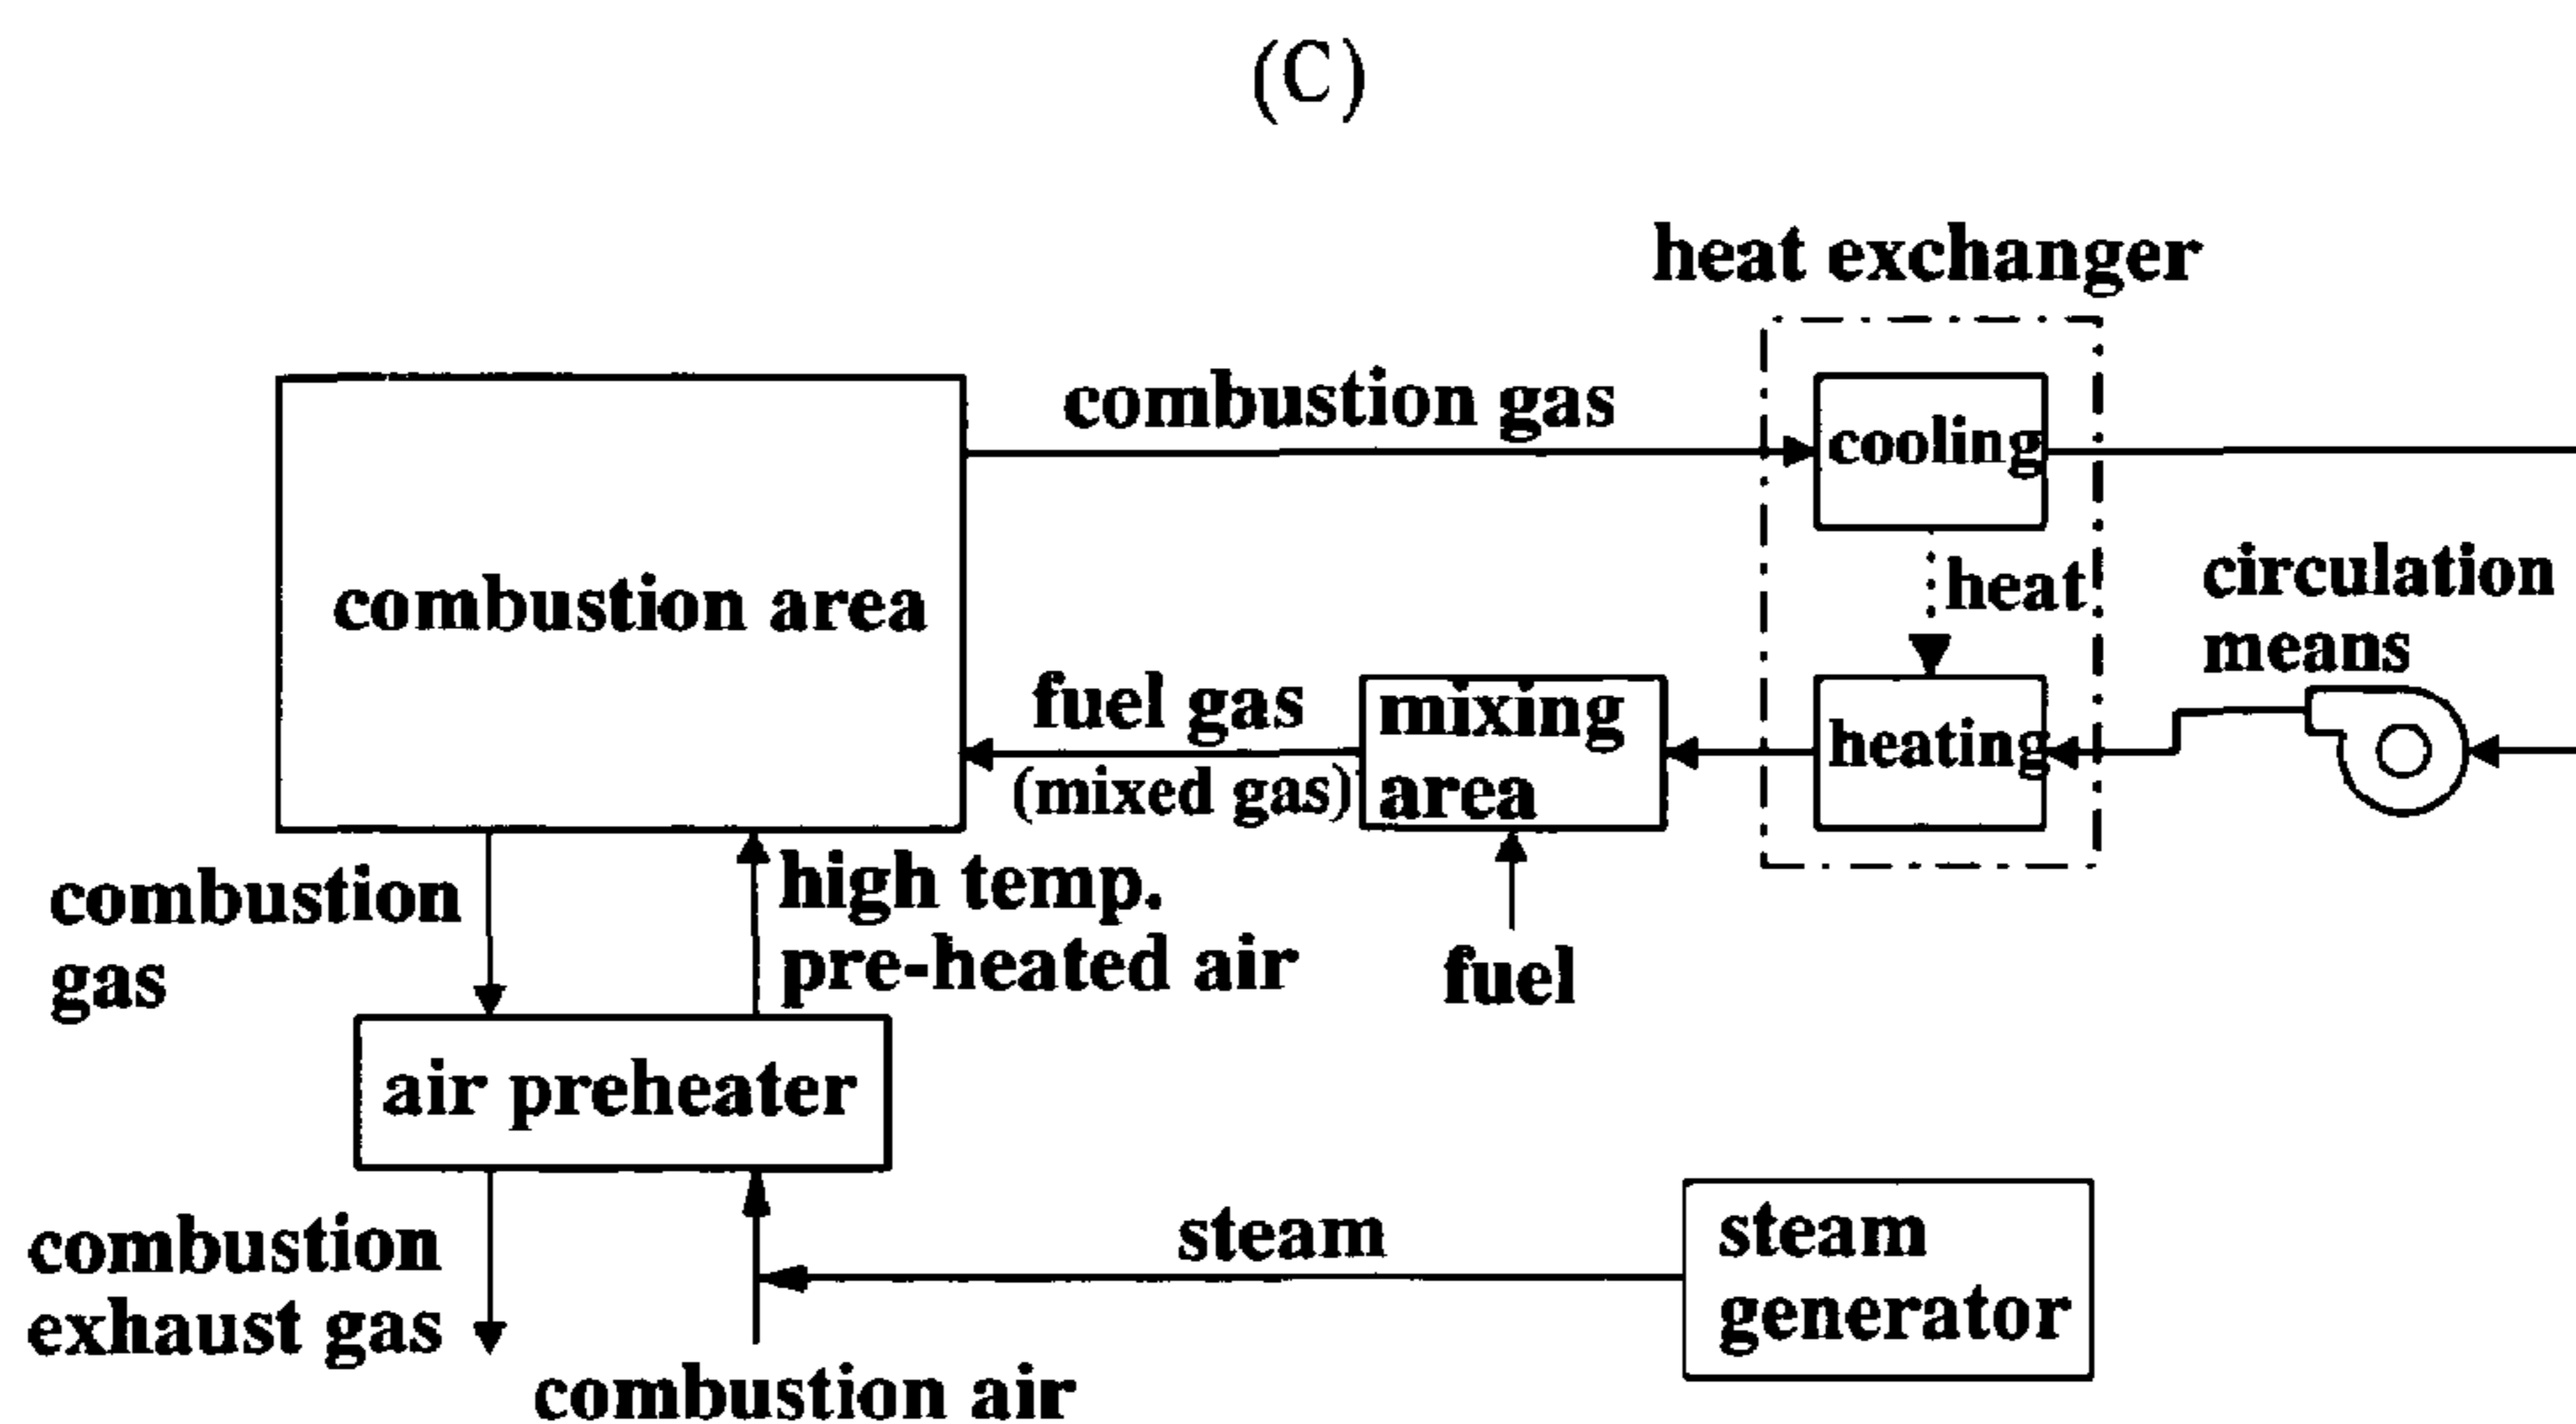 (C)
heat exchanger
combustion gas
cooling
combustion area
heat
circulation
means
fuel gas
(mixed gas)
mixing
area
heating
combustion
gas
high temp.
pre-heated air
fuel
air preheater
combustion
exhaust gas
steam
steam
generator
combustion air